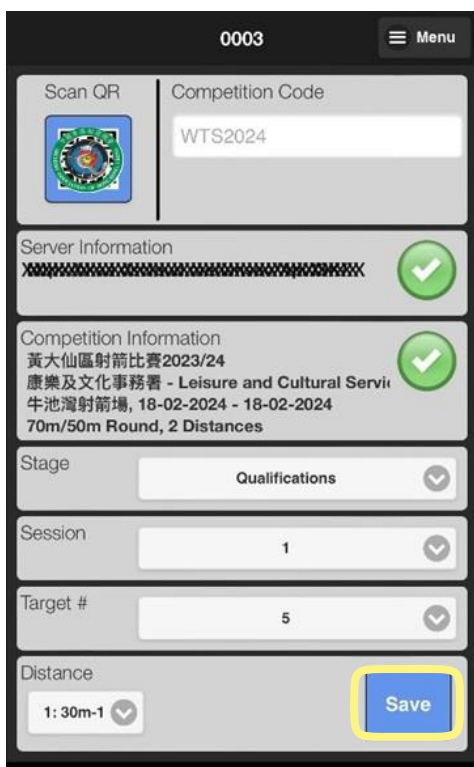 0003
Menu
Scan QR
Competition Code
WTS2024
Server Information
Competition Information
黃大仙區射箭比賽2023/24
康樂及文化事務署 - Leisure and Cultural Servic
牛池灣射箭場, 18-02-2024 - 18-02-2024
70m/50m Round, 2 Distances
Stage
Qualifications
Session
1
Target #
5
Distance
1: 30m-1
Save